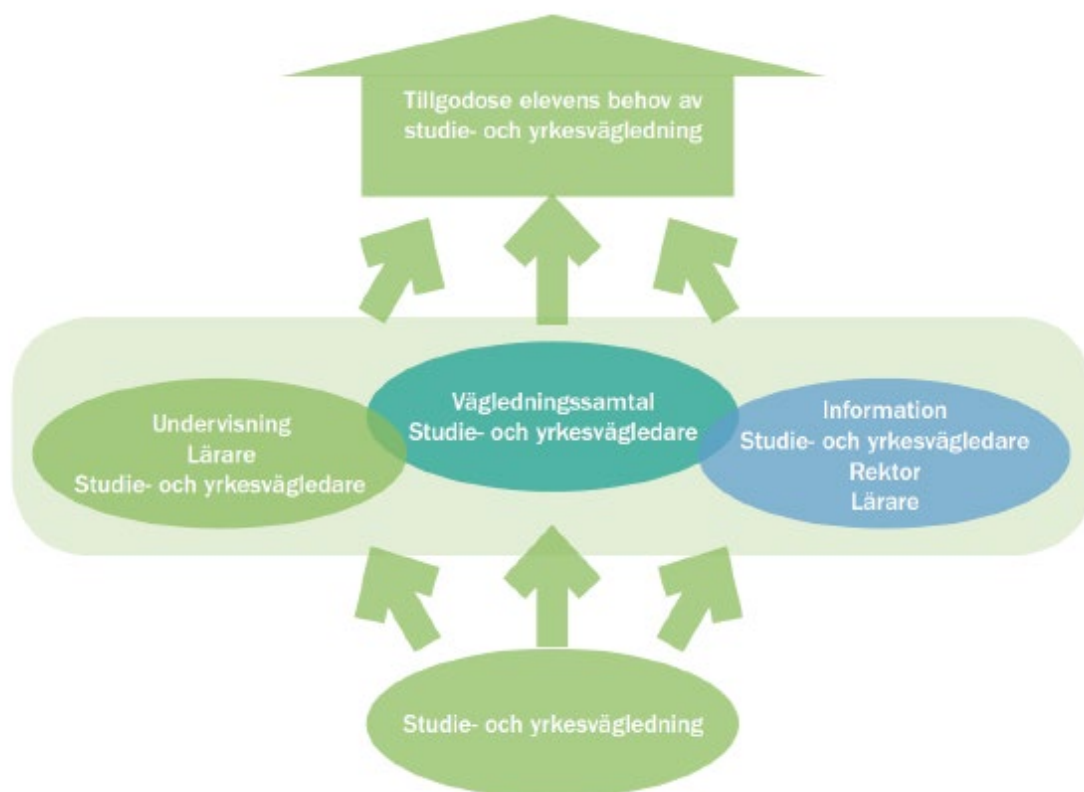 Tillgodose elevens behov av
studie- och yrkesvägledning
Undervisning
Lärare
Studie- och yrkesvägledare
Vägledningssamtal
Studie- och yrkesvägledare
Information
Studie- och yrkesvägledare
Rektor
Lärare
Studie- och yrkesvägledning